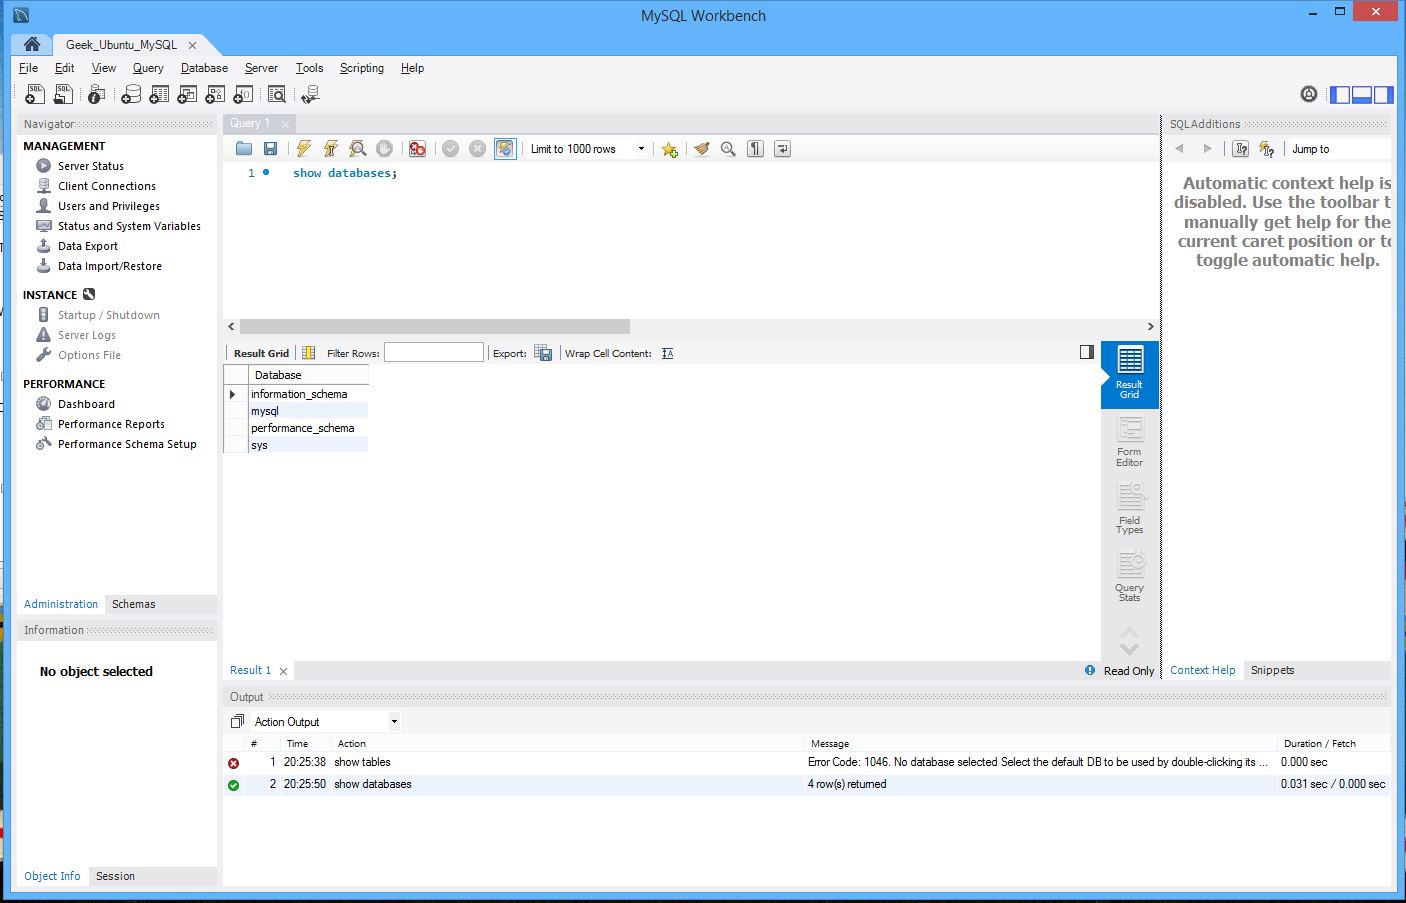 MySQL Workbench
Geek_Ubuntu_MySQL
File Edit View Query Database Server Tools Scripting Help
Navigator
MANAGEMENT
Server Status
Client Connections
Users and Privileges
Status and System Variables
Data Export
Data Import/Restore
INSTANCE
Startup / Shutdown
Server Logs
Options File
PERFORMANCE
Dashboard
Performance Reports
Performance Schema Setup
Administration Schemas
Information
No object selected
Object Info Session
Query 1
Limit to 1000 rows
1 show databases;
Result Grid Filter Rows: Export: Wrap Cell Content:
Database
information_schema
mysql
performance_schema
sys
Result
Grid
Form
Editor
Field
Types
Query
Stats
Result 1 Read Only
SQLAdditions
Jump to
Automatic context help is
disabled. Use the toolbar t
manually get help for the
current caret position or to
toggle automatic help.
Context Help Snippets
Output
Action Output
# Time Action Message Duration / Fetch
1 20:25:38 show tables Error Code: 1046. No database selected Select the default DB to be used by double-clicking its ... 0.000 sec
2 20:25:50 show databases 4 row(s) returned 0.031 sec / 0.000 sec